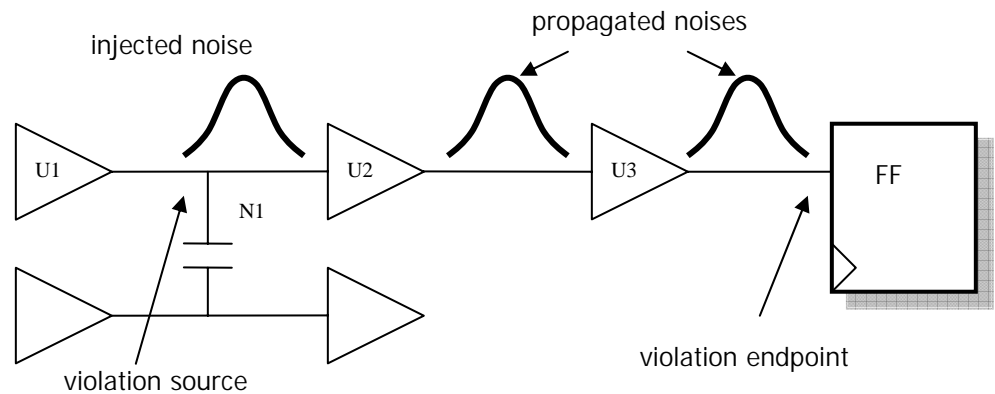 propagated noises
injected noise
U1
U2
U3
FF
N1
violation endpoint
violation source